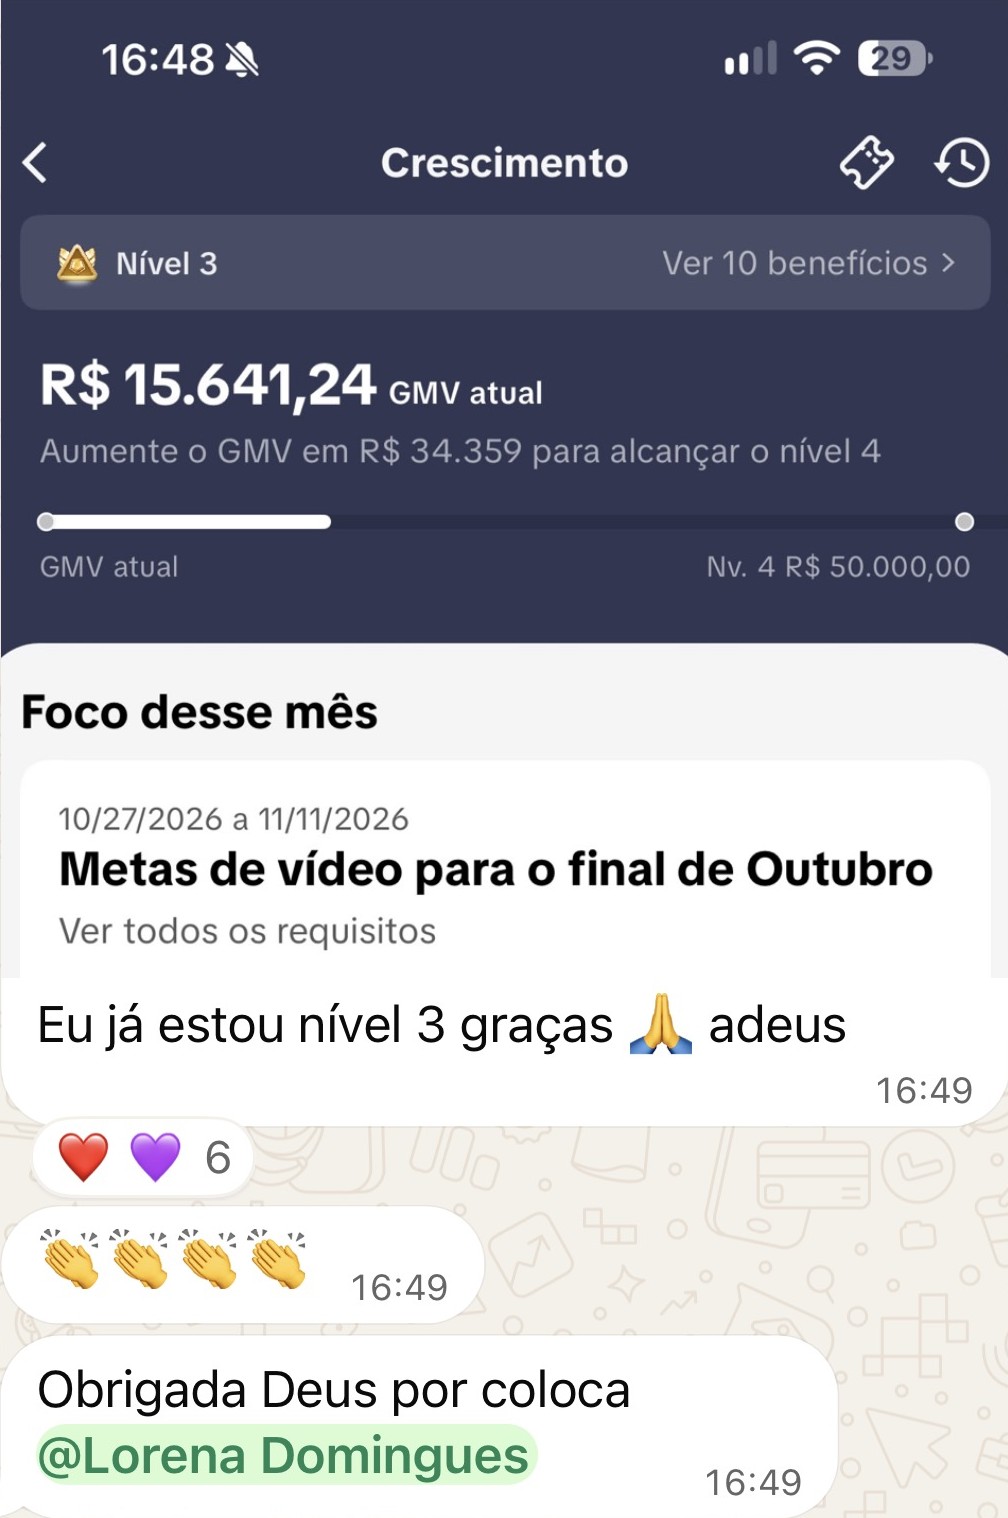 16:48
29
Crescimento
Nível 3
Ver 10 benefícios >
R$ 15.641,24 GMV atual
Aumente o GMV em R$ 34.359 para alcançar o nível 4
GMV atual
Nv. 4 R$ 50.000,00
Foco desse mês
10/27/2026 a 11/11/2026
Metas de vídeo para o final de Outubro
Ver todos os requisitos
Eu já estou nível 3 graças 🙏 adeus
16:49
❤️ 💜 6
👏👏👏👏 16:49
Obrigada Deus por coloca
@Lorena Domingues
16:49